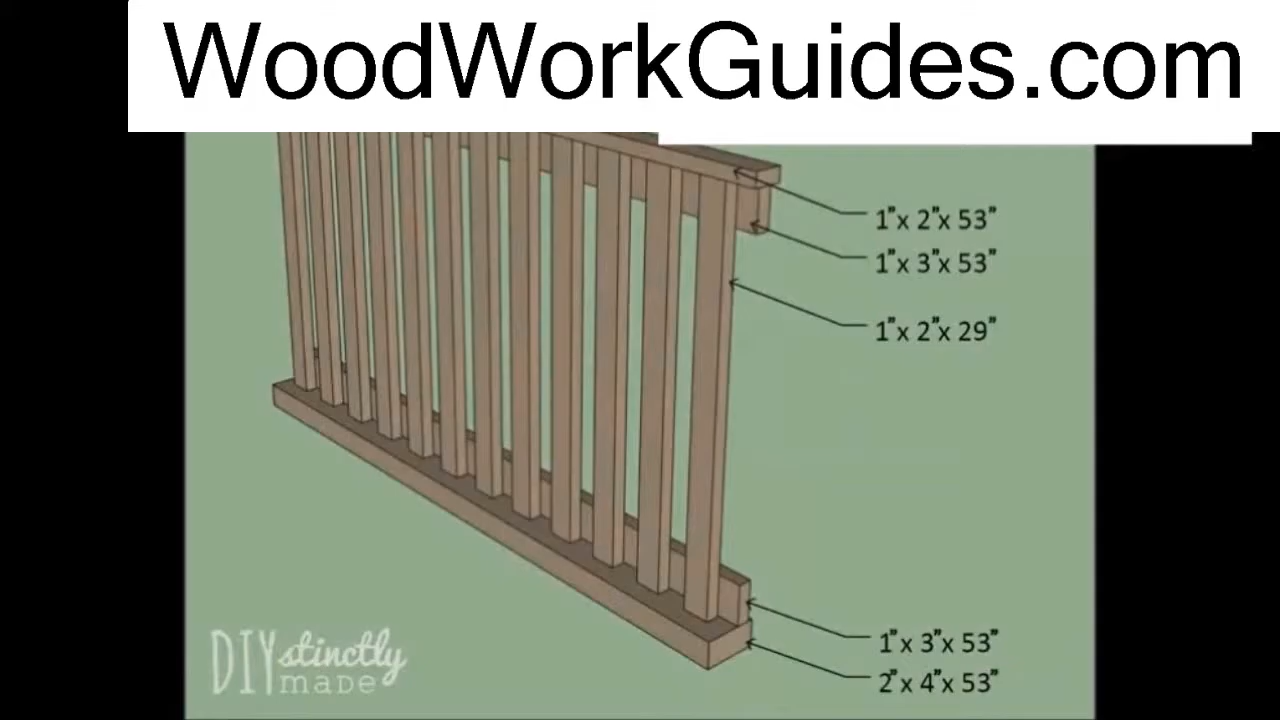 WoodWorkGuides.com
1"x 2"x 53"
1"x 3"x 53"
1"x 2"x 29"
1"x 3"x 53"
2"x 4"x 53"
DIYstinctly
MADE